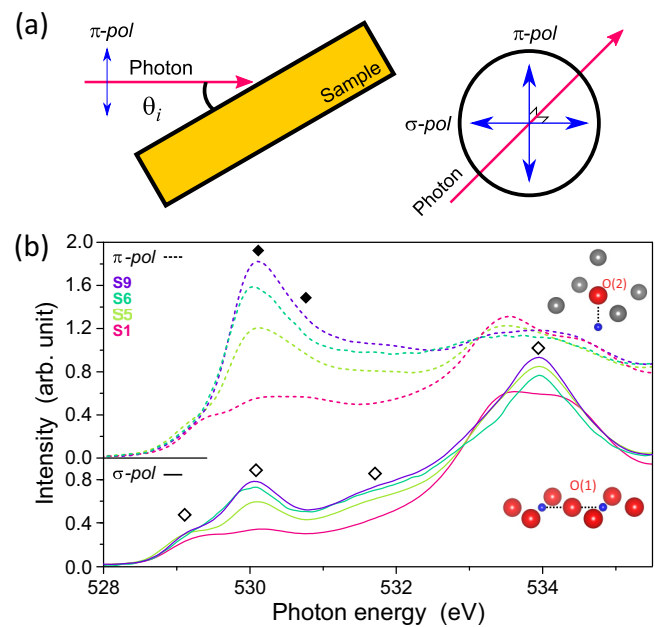 (a)
π-pol
Photon
θi
Sample
π-pol
σ-pol
Photon
(b)
2.0
1.6
1.2
0.8
0.4
0.0
0.8
0.4
0.0
Intensity (arb. unit)
π-pol
S9
S6
S5
S1
O(2)
σ-pol
O(1)
528
530
532
534
Photon energy (eV)